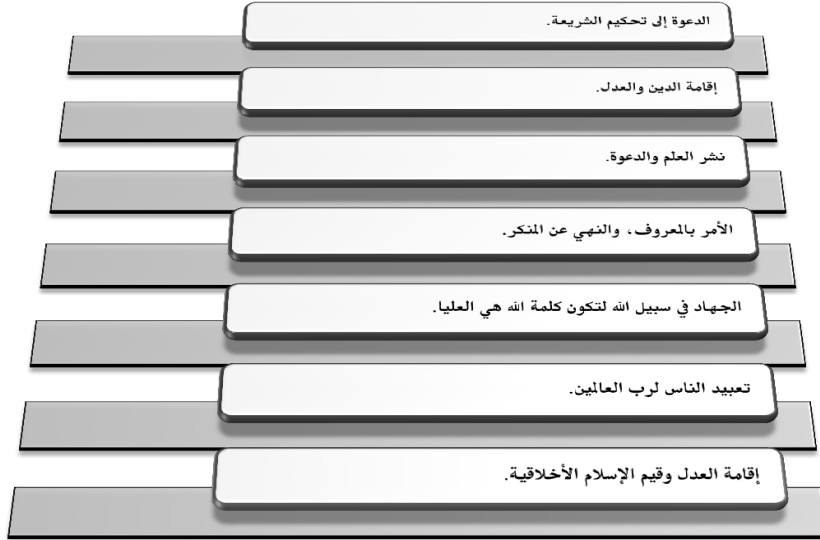 الدعوة إلى تحكيم الشريعة.
إقامة الدين والعدل.
نشر العلم والدعوة.
الأمر بالمعروف، والنهي عن المنكر.
الجهاد في سبيل الله لتكون كلمة الله هي العليا.
تعبيد الناس لرب العالمين.
إقامة العدل وقيم الإسلام الأخلاقية.